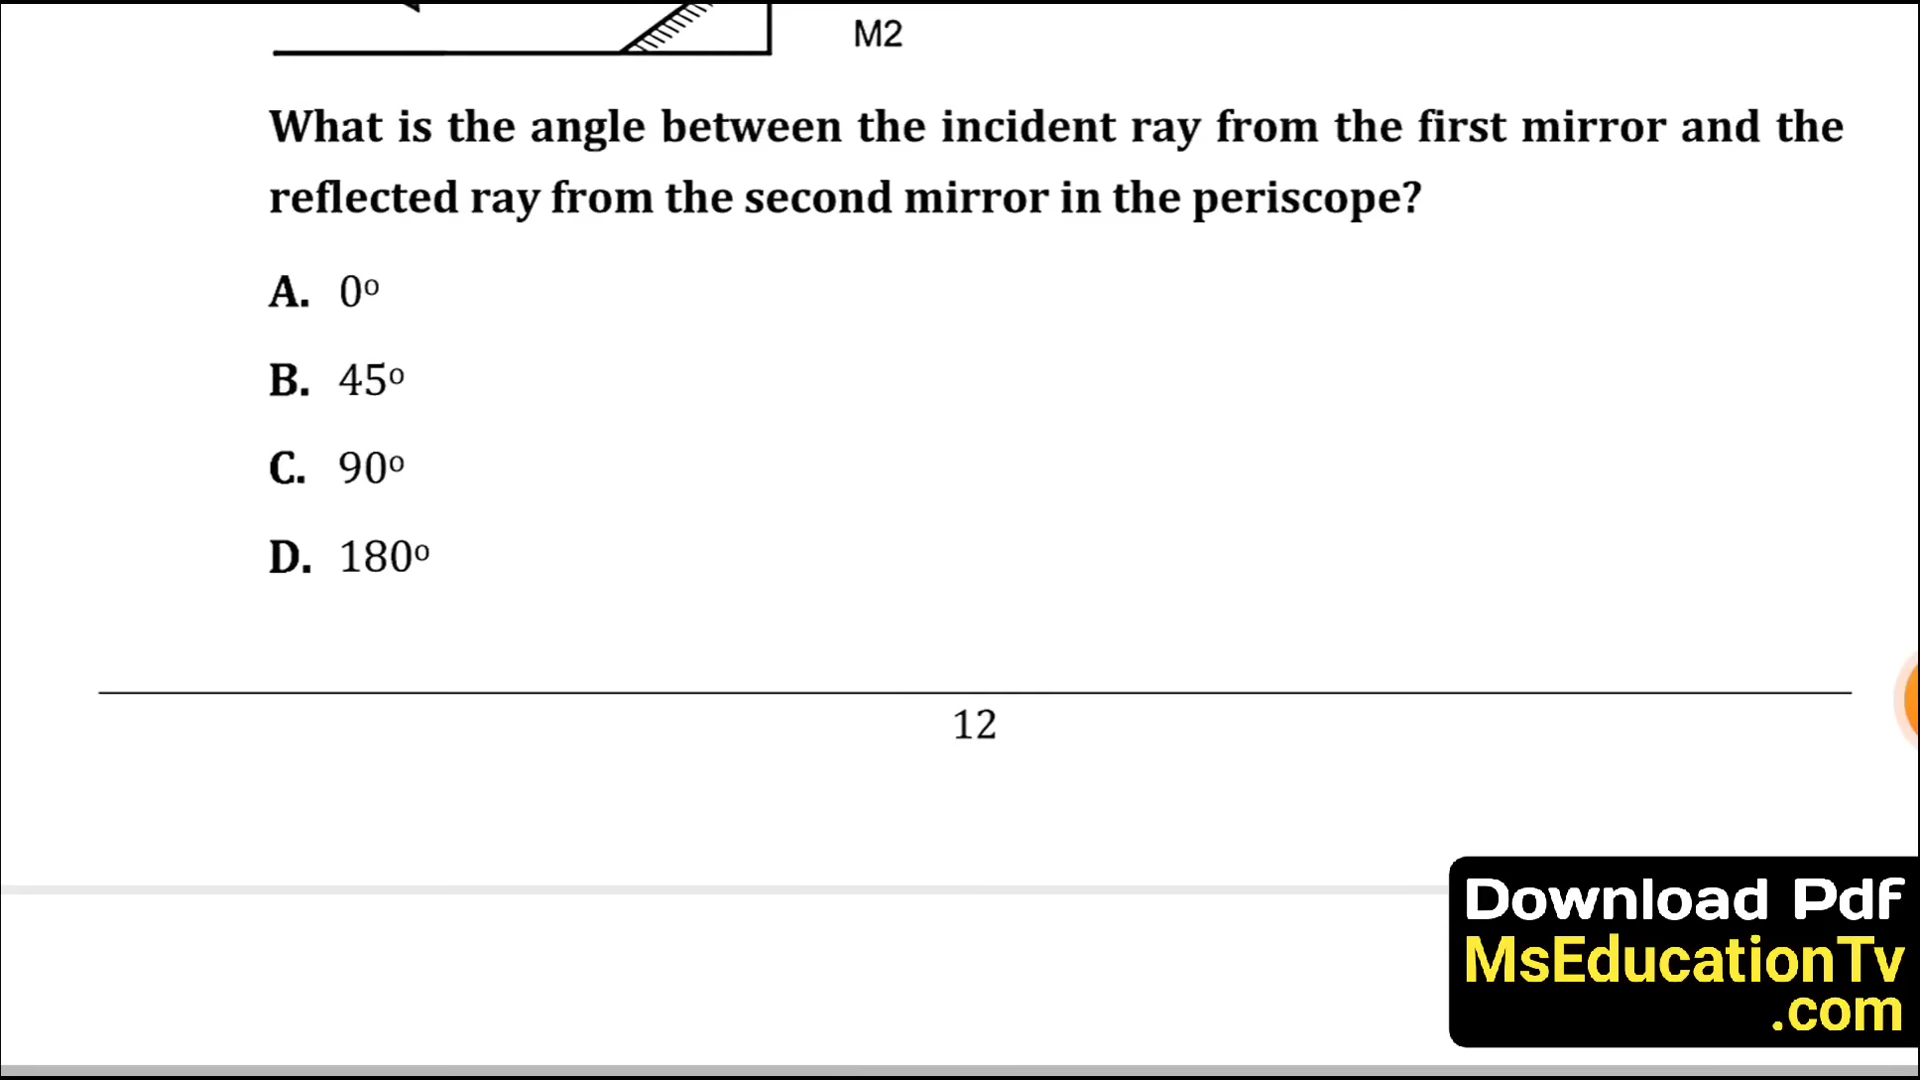 M2
What is the angle between the incident ray from the first mirror and the
reflected ray from the second mirror in the periscope?
A. 0º
B. 45º
C. 90º
D. 180º
12
Download Pdf
MsEducationTv
.com